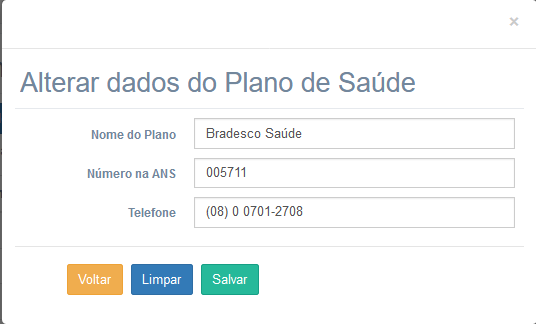 ×
Alterar dados do Plano de Saúde
Nome do Plano Bradesco Saúde
Número na ANS 005711
Telefone (08) 0 0701-2708
Voltar Limpar Salvar